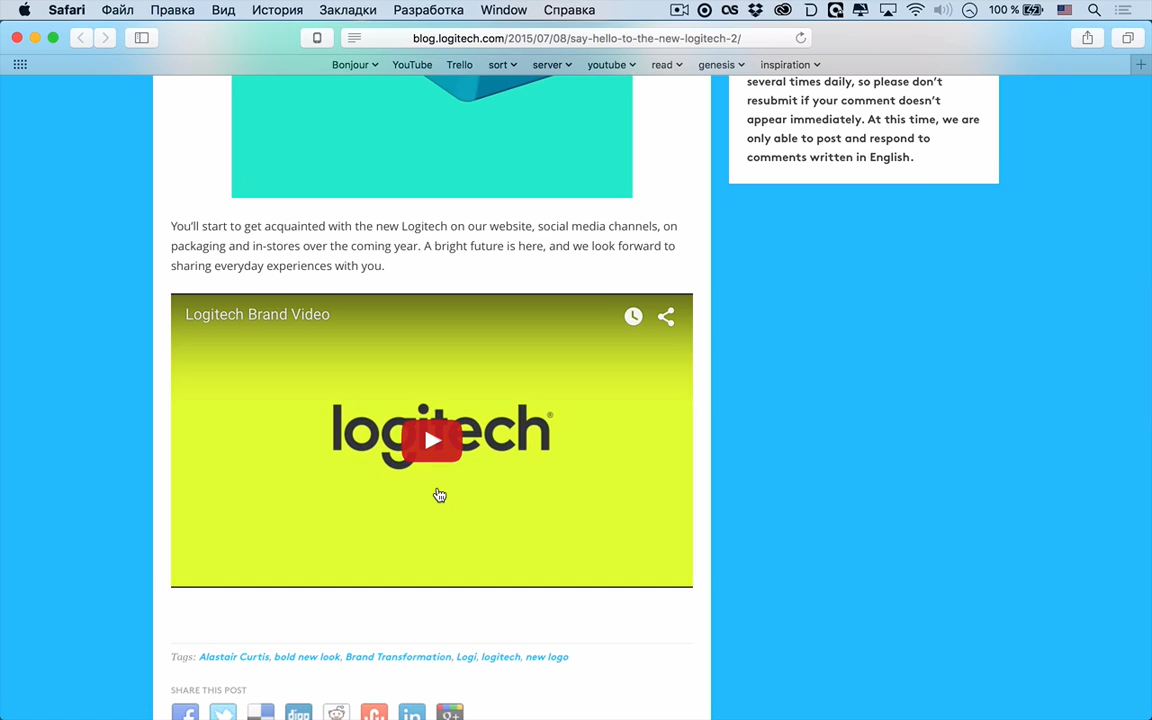 Safari Файл Правка Вид История Закладки Разработка Window Справка 100 %
blog.logitech.com/2015/07/08/say-hello-to-the-new-logitech-2/
Bonjour YouTube Trello sort server youtube read genesis inspiration
several times daily, so please don’t
resubmit if your comment doesn’t
appear immediately. At this time, we are
only able to post and respond to
comments written in English.
You’ll start to get acquainted with the new Logitech on our website, social media channels, on
packaging and in-stores over the coming year. A bright future is here, and we look forward to
sharing everyday experiences with you.
Logitech Brand Video
logitech®
Tags: Alastair Curtis, bold new look, Brand Transformation, Logi, logitech, new logo
SHARE THIS POST
digg
in
g+